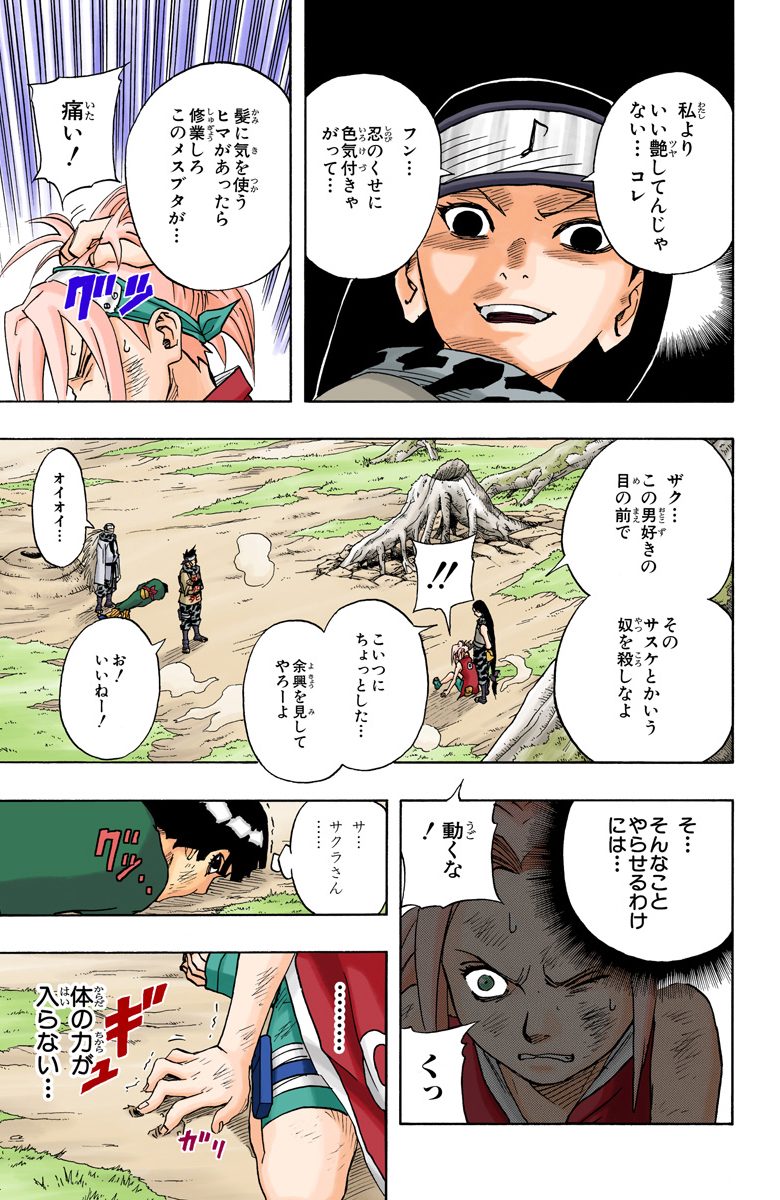 私より
いい艶してんじゃ
ない…コレ
フン…
忍のくせに
色気付きゃ
がって…
髪に気を使う
ヒマがあったら
修業しろ
このメスブタが…
痛い！
グッ
ザク…
この男好きの
目の前で
その
サスケとかいう
奴を殺しなよ
！！
こいつに
ちょっとした…
余興を見して
やろーよ
オイオイ…
お！
いいねー！
そ…
そんなこと
やらせるわけ
には…
動くな
！
くっ
サ…
サクラさん
……
グググ
………
ギュ
ガリ
体の力が
入らない…